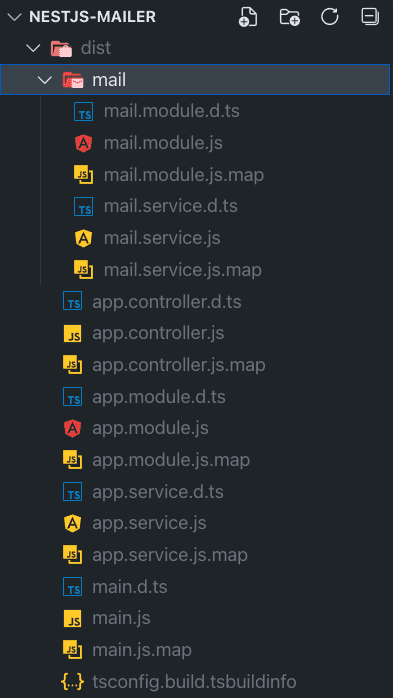 NESTJS-MAILER
dist
mail
TS mail.module.d.ts
mail.module.js
JS mail.module.js.map
TS mail.service.d.ts
mail.service.js
JS mail.service.js.map
TS app.controller.d.ts
JS app.controller.js
JS app.controller.js.map
TS app.module.d.ts
app.module.js
JS app.module.js.map
TS app.service.d.ts
app.service.js
JS app.service.js.map
TS main.d.ts
JS main.js
JS main.js.map
{...} tsconfig.build.tsbuildinfo